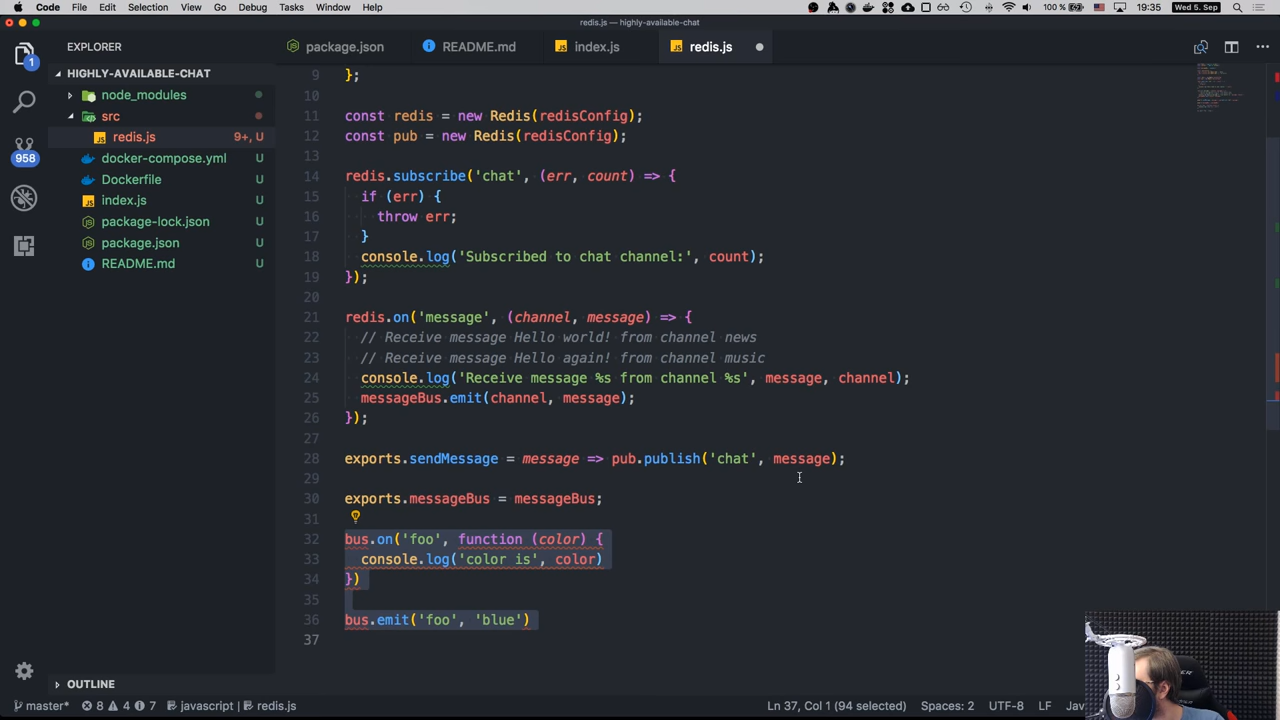 Code File Edit Selection View Go Debug Tasks Window Help 100 % 19:35 Wed 5. Sep
redis.js — highly-available-chat
EXPLORER
package.json README.md index.js redis.js
HIGHLY-AVAILABLE-CHAT
node_modules
src
redis.js 9+, U
docker-compose.yml U
Dockerfile U
index.js U
package-lock.json U
package.json U
README.md U
1
958
9 };
10
11 const redis = new Redis(redisConfig);
12 const pub = new Redis(redisConfig);
13
14 redis.subscribe('chat', (err, count) => {
15 if (err) {
16 throw err;
17 }
18 console.log('Subscribed to chat channel:', count);
19 });
20
21 redis.on('message', (channel, message) => {
22 // Receive message Hello world! from channel news
23 // Receive message Hello again! from channel music
24 console.log('Receive message %s from channel %s', message, channel);
25 messageBus.emit(channel, message);
26 });
27
28 exports.sendMessage = message => pub.publish('chat', message);
29
30 exports.messageBus = messageBus;
31
32 bus.on('foo', function (color) {
33 console.log('color is', color)
34 })
35
36 bus.emit('foo', 'blue')
37
OUTLINE
master* 8 4 7 javascript redis.js Ln 37, Col 1 (94 selected) Spaces: 2 UTF-8 LF